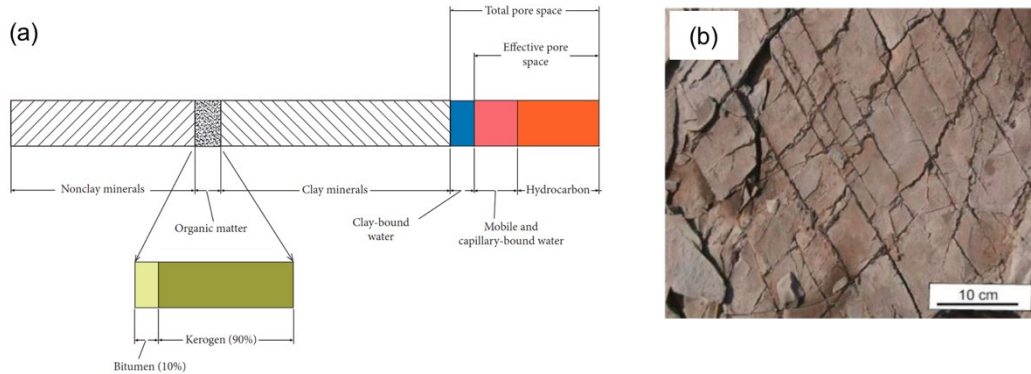 (a)
Total pore space
Effective pore
space
Nonclay minerals
Clay minerals
Hydrocarbon
Organic matter
Clay-bound
water
Mobile and
capillary-bound water
Kerogen (90%)
Bitumen (10%)
(b)
10 cm